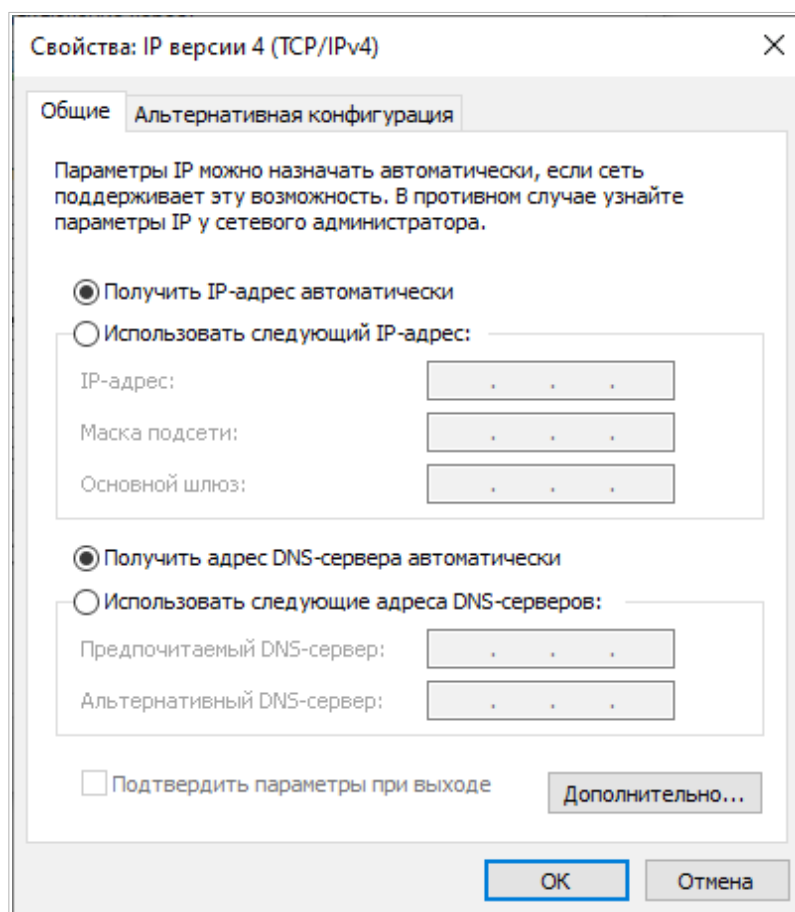 Свойства: IP версии 4 (TCP/IPv4)
Общие
Альтернативная конфигурация
Параметры IP можно назначать автоматически, если сеть
поддерживает эту возможность. В противном случае узнайте
параметры IP у сетевого администратора.
Получить IP-адрес автоматически
Использовать следующий IP-адрес:
IP-адрес:
Маска подсети:
Основной шлюз:
Получить адрес DNS-сервера автоматически
Использовать следующие адреса DNS-серверов:
Предпочитаемый DNS-сервер:
Альтернативный DNS-сервер:
Подтвердить параметры при выходе
Дополнительно...
ОК
Отмена